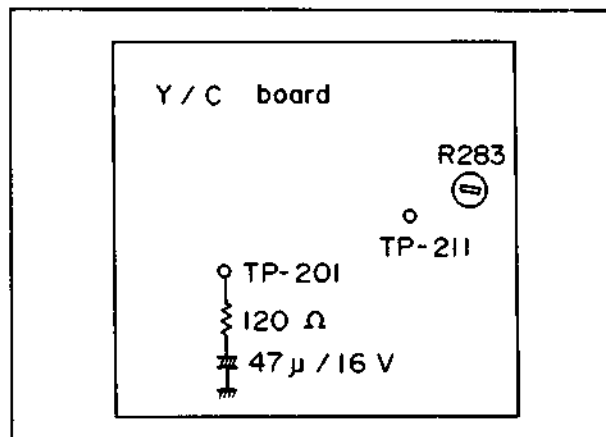 Y / C board
R283
TP-211
TP-201
120 Ω
47 μ / 16 V